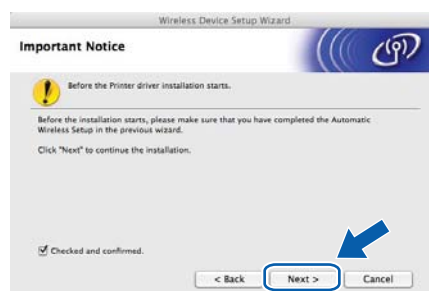 Wireless Device Setup Wizard
Important Notice
Before the Printer driver installation starts.
Before the installation starts, please make sure that you have completed the Automatic
Wireless Setup in the previous wizard.
Click "Next" to continue the installation.
Checked and confirmed.
< Back Next > Cancel